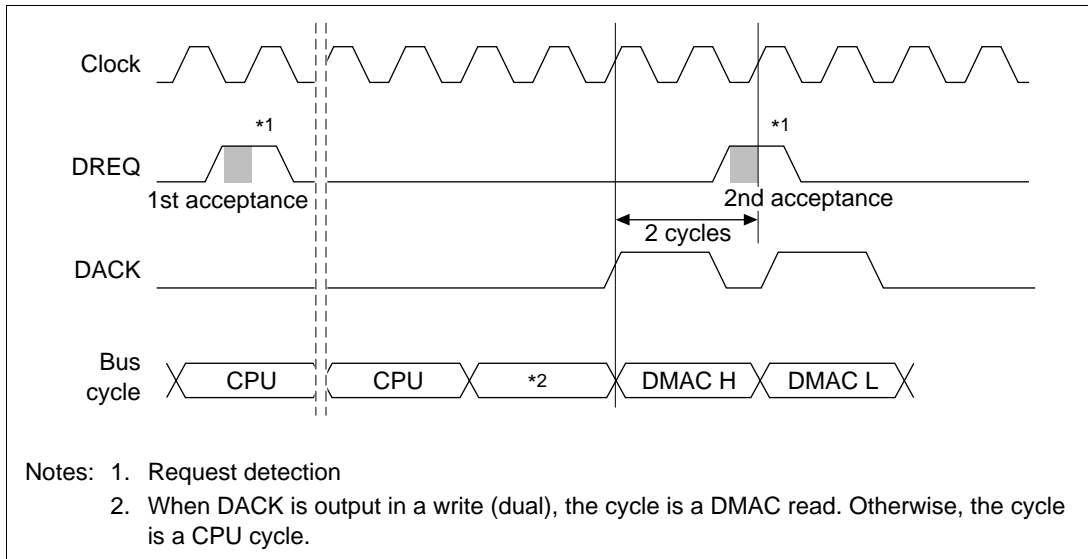 Clock
*1 *1
DREQ
1st acceptance 2nd acceptance
2 cycles
DACK
Bus
cycle
CPU CPU *2 DMAC H DMAC L
Notes: 1. Request detection
2. When DACK is output in a write (dual), the cycle is a DMAC read. Otherwise, the cycle
is a CPU cycle.